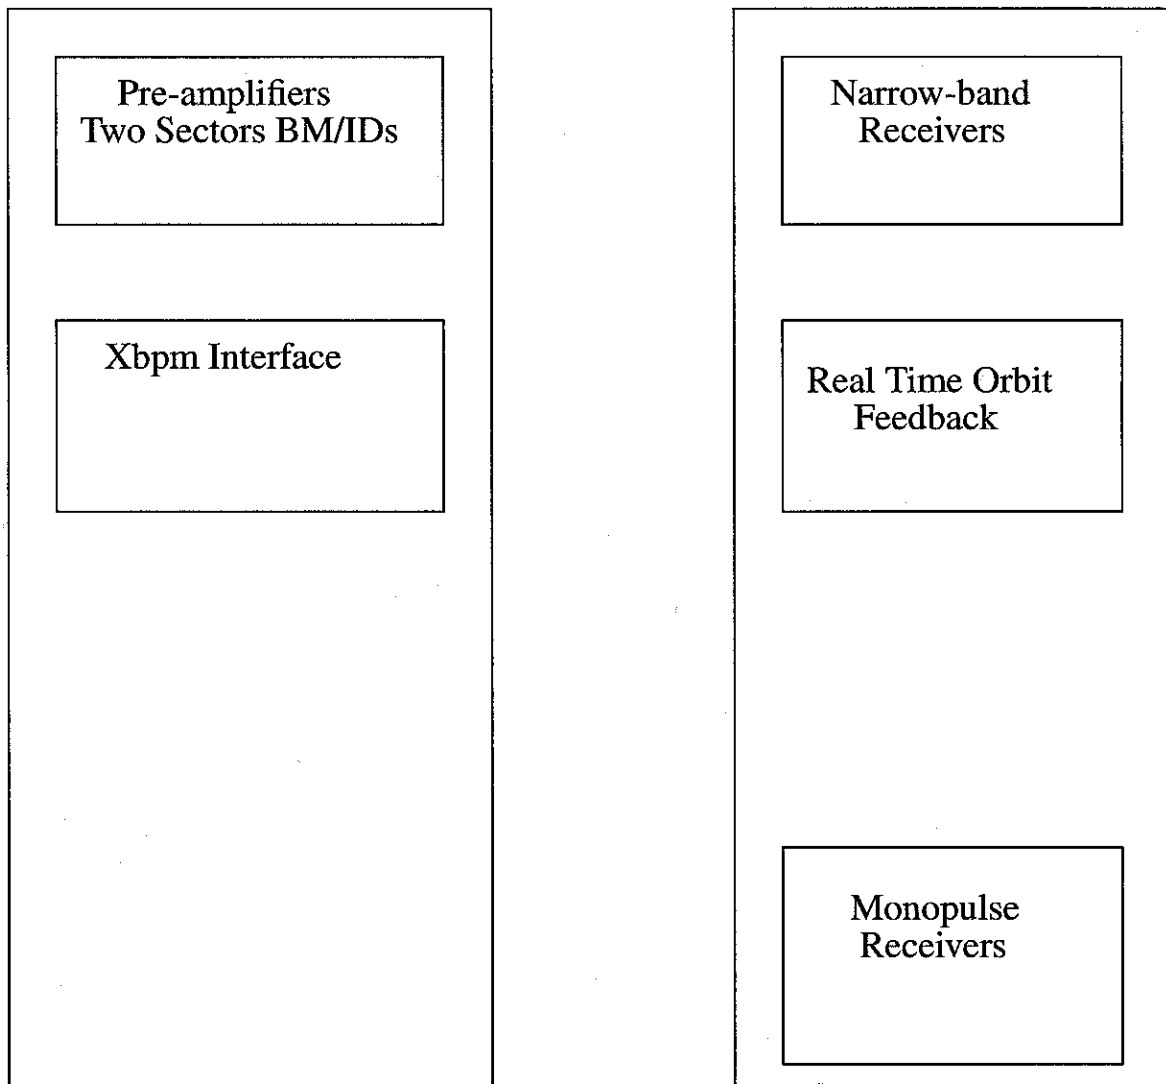 Pre-amplifiers
Two Sectors BM/IDs
Xbpm Interface
Narrow-band
Receivers
Real Time Orbit
Feedback
Monopulse
Receivers